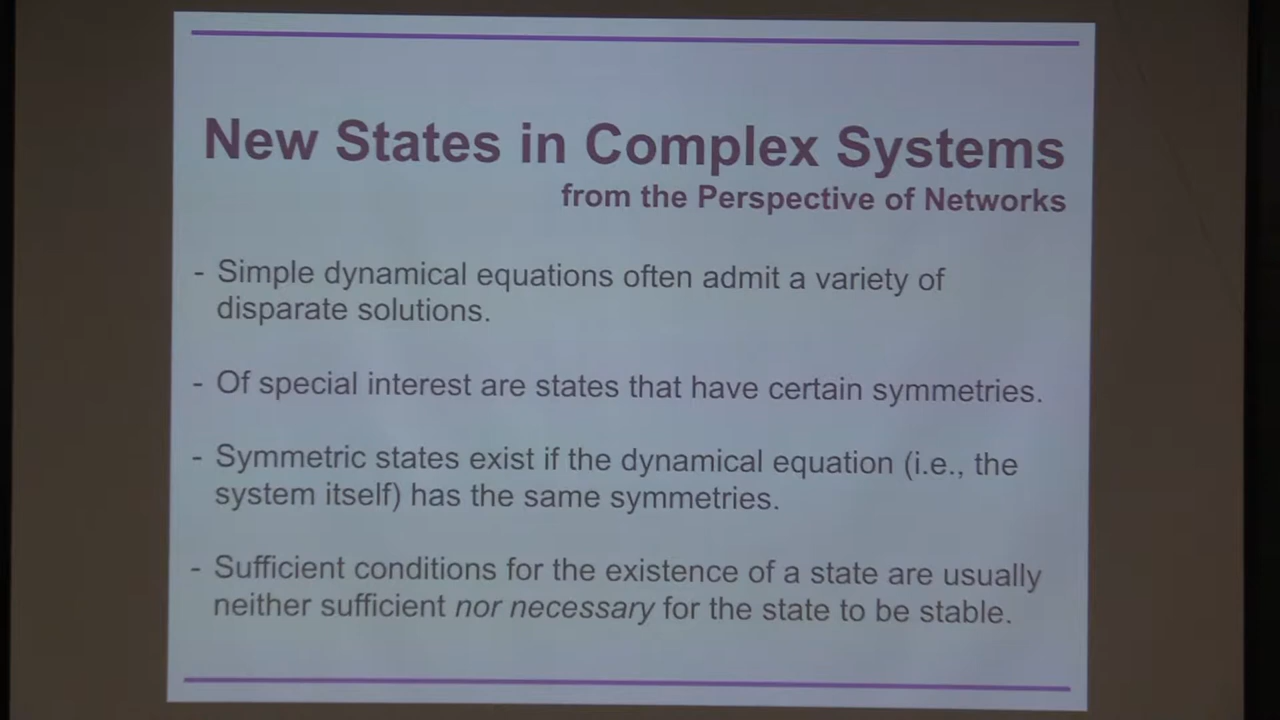 New States in Complex Systems
from the Perspective of Networks
- Simple dynamical equations often admit a variety of
disparate solutions.
- Of special interest are states that have certain symmetries.
- Symmetric states exist if the dynamical equation (i.e., the
system itself) has the same symmetries.
- Sufficient conditions for the existence of a state are usually
neither sufficient nor necessary for the state to be stable.